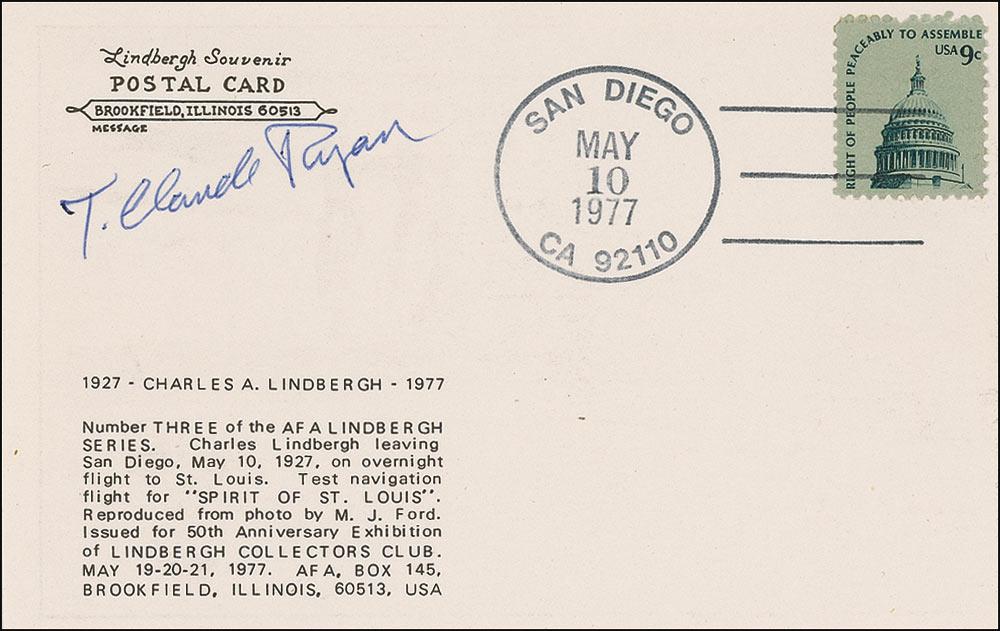 Lindbergh Souvenir
POSTAL CARD
BROOKFIELD, ILLINOIS 60513
MESSAGE
T. Claude Ryan
SAN DIEGO
MAY
10
1977
CA 92110
RIGHT OF PEOPLE PEACEABLY TO ASSEMBLE
USA 9c
1927 - CHARLES A. LINDBERGH - 1977
Number THREE of the AFA LINDBERGH
SERIES. Charles Lindbergh leaving
San Diego, May 10, 1927, on overnight
flight to St. Louis. Test navigation
flight for "SPIRIT OF ST. LOUIS".
Reproduced from photo by M. J. Ford.
Issued for 50th Anniversary Exhibition
of LINDBERGH COLLECTORS CLUB.
MAY 19-20-21, 1977. AFA, BOX 145,
BROOKFIELD, ILLINOIS, 60513, USA